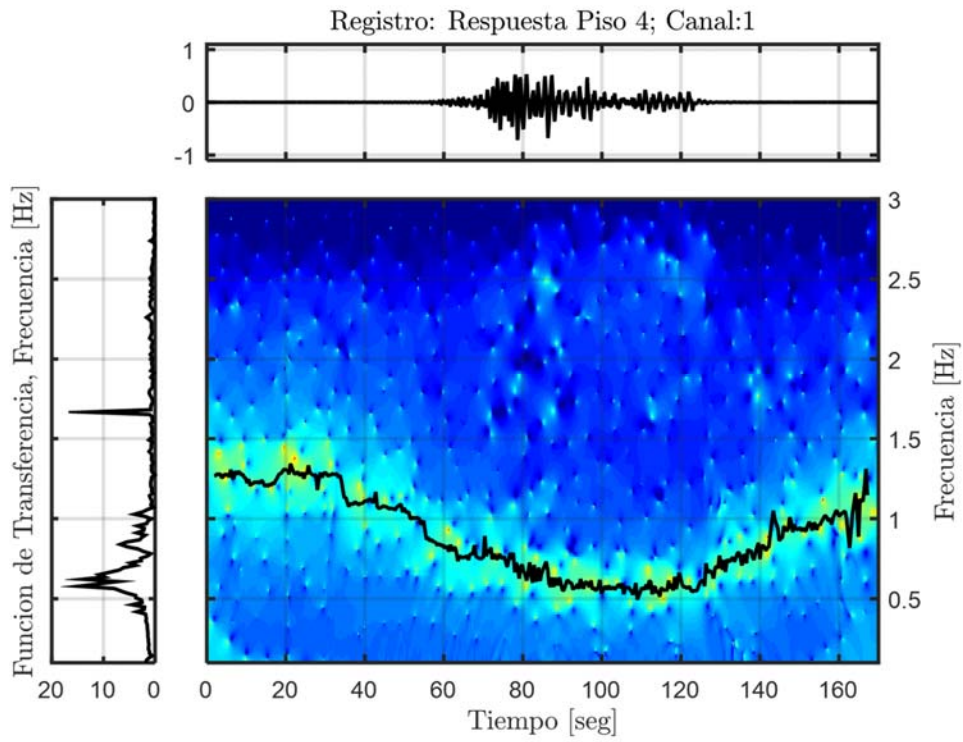 Registro: Respuesta Piso 4; Canal:1
1
0
-1
Funcion de Transferencia, Frecuencia [Hz]
20 10 0
3
2.5
2
1.5
1
0.5
Frecuencia [Hz]
0 20 40 60 80 100 120 140 160
Tiempo [seg]